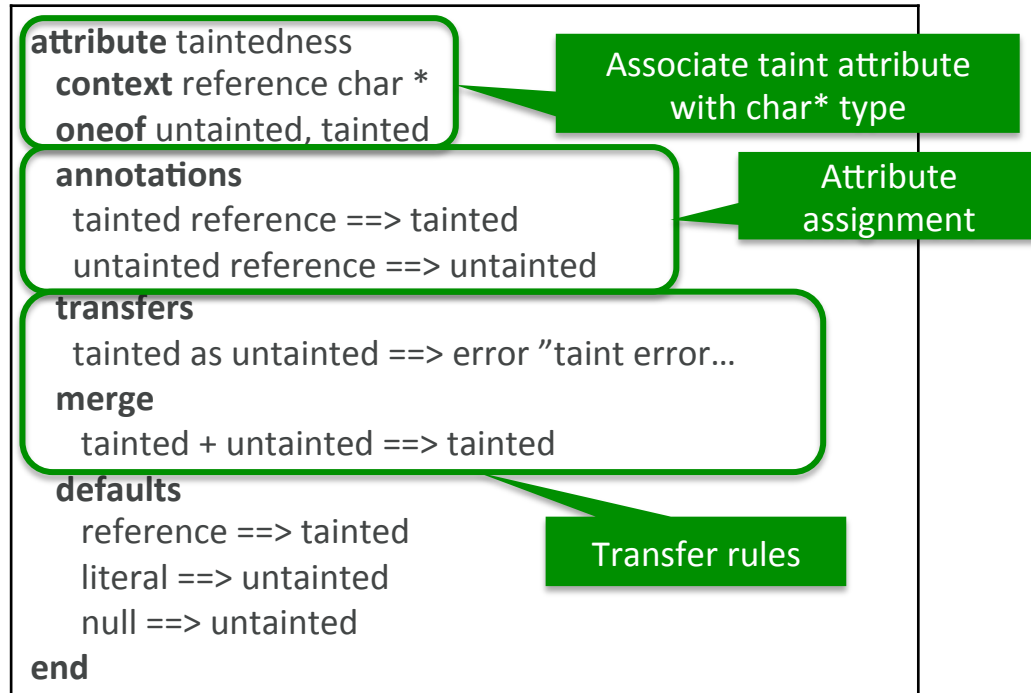 attribute taintedness
context reference char *
oneof untainted, tainted
annotations
tainted reference ==> tainted
untainted reference ==> untainted
transfers
tainted as untainted ==> error ”taint error…
merge
tainted + untainted ==> tainted
defaults
reference ==> tainted
literal ==> untainted
null ==> untainted
end
Associate taint attribute
with char* type
Attribute
assignment
Transfer rules